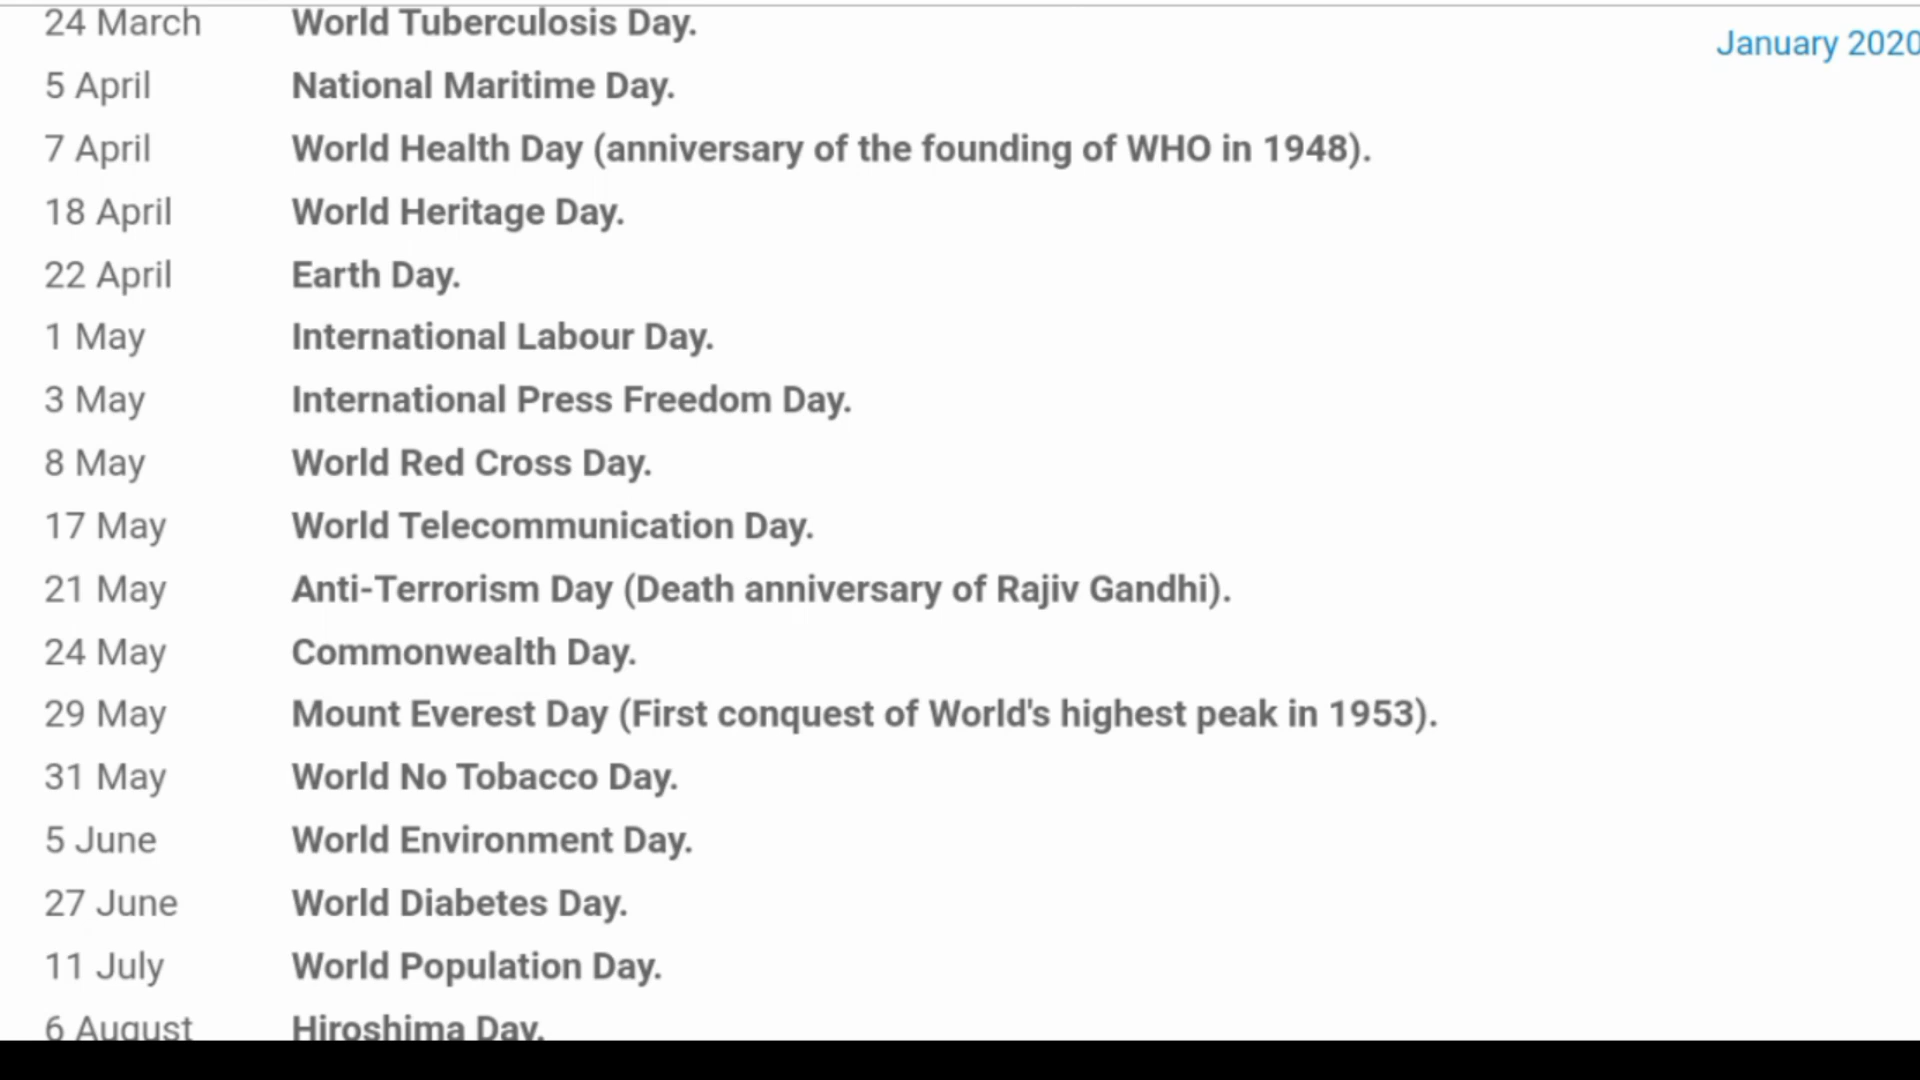 24 March World Tuberculosis Day.
January 2020
5 April National Maritime Day.
7 April World Health Day (anniversary of the founding of WHO in 1948).
18 April World Heritage Day.
22 April Earth Day.
1 May International Labour Day.
3 May International Press Freedom Day.
8 May World Red Cross Day.
17 May World Telecommunication Day.
21 May Anti-Terrorism Day (Death anniversary of Rajiv Gandhi).
24 May Commonwealth Day.
29 May Mount Everest Day (First conquest of World's highest peak in 1953).
31 May World No Tobacco Day.
5 June World Environment Day.
27 June World Diabetes Day.
11 July World Population Day.
6 August Hiroshima Day.